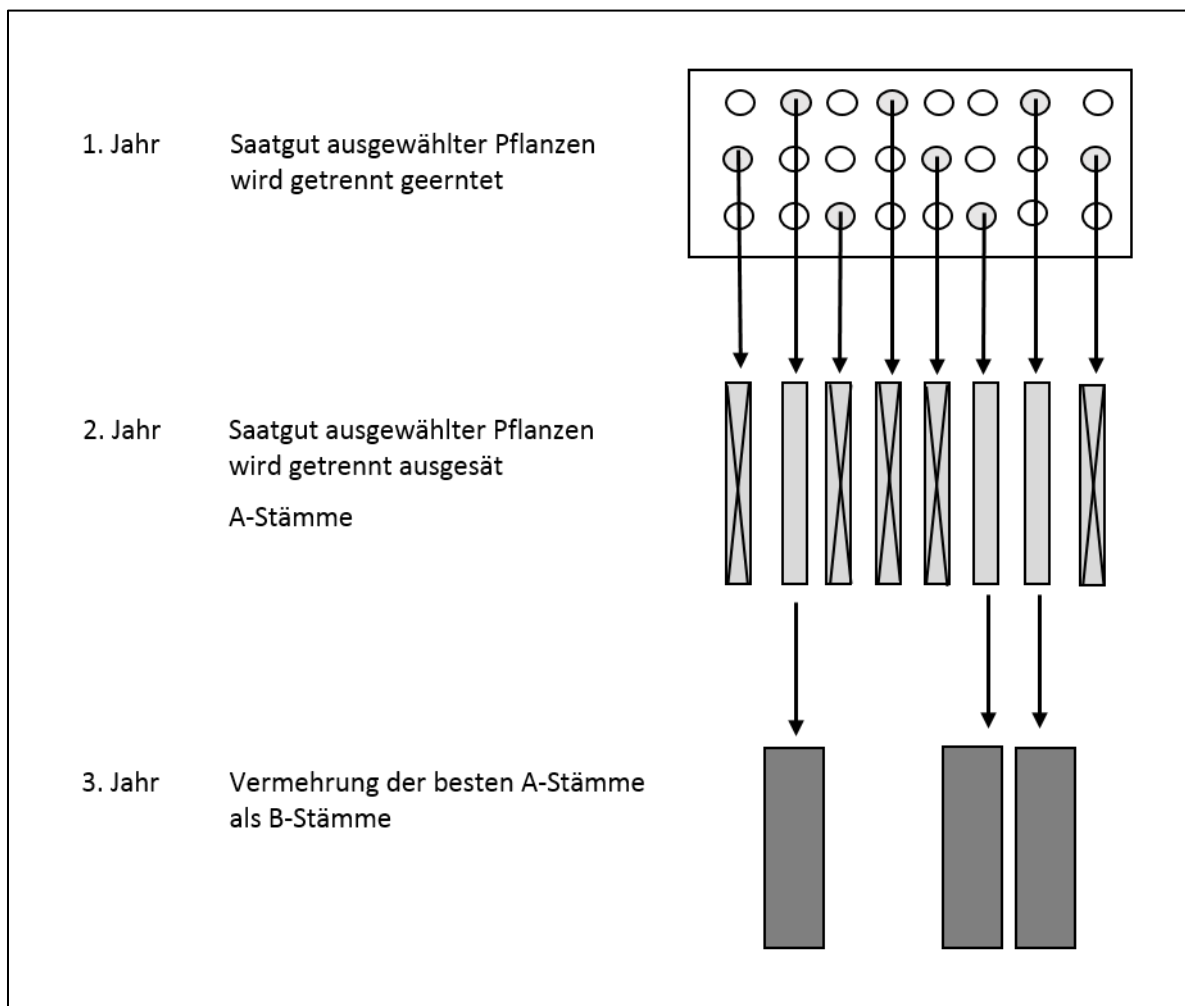 1. Jahr Saatgut ausgewählter Pflanzen
wird getrennt geerntet
2. Jahr Saatgut ausgewählter Pflanzen
wird getrennt ausgesät
A-Stämme
3. Jahr Vermehrung der besten A-Stämme
als B-Stämme